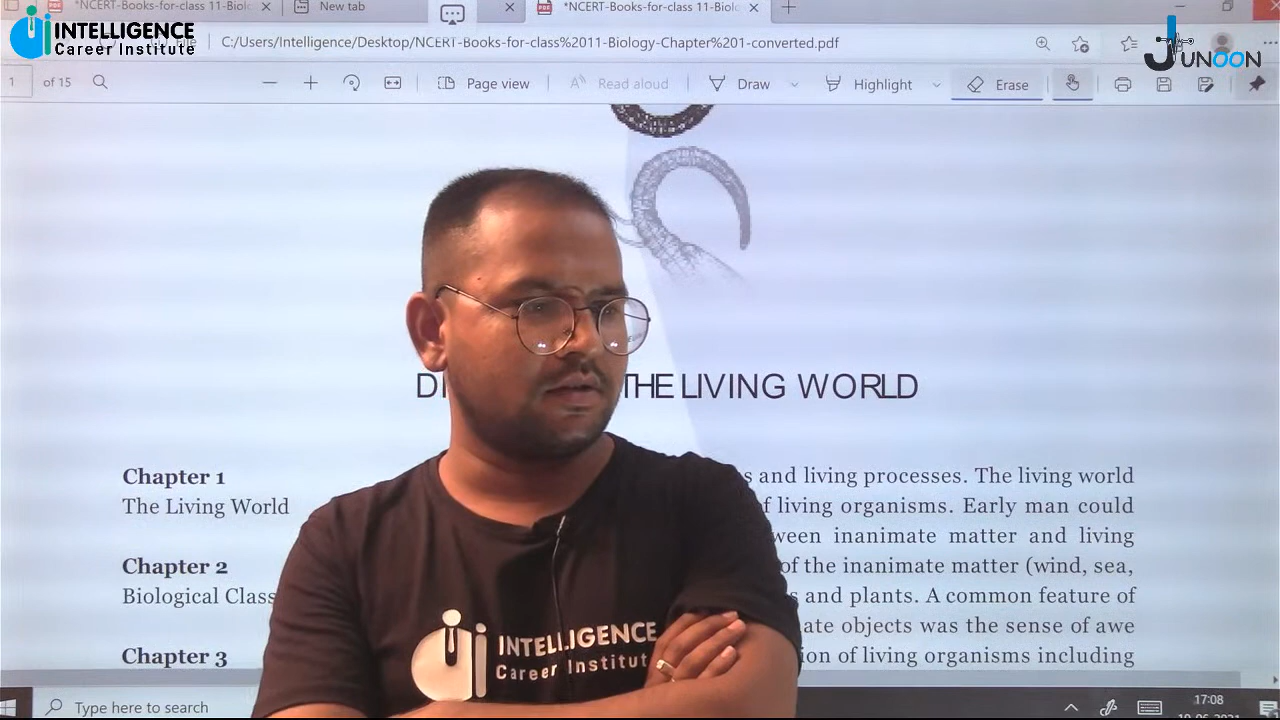 *NCERT-Books-for-class 11-Biolo
New tab
*NCERT-Books-for-class 11-Biolo
INTELLIGENCE
Career Institute
File
C:/Users/Intelligence/Desktop/NCERT-Books-for-class%2011-Biology-Chapter%201-converted.pdf
JUNOON
1 of 15
Page view
Read aloud
Draw
Highlight
Erase
DI THE LIVING WORLD
Chapter 1
The Living World
Chapter 2
Biological Class
Chapter 3
s and living processes. The living world
of living organisms. Early man could
ween inanimate matter and living
of the inanimate matter (wind, sea,
s and plants. A common feature of
ate objects was the sense of awe
ion of living organisms including
INTELLIGENCE
Career Institut
Type here to search
17:08